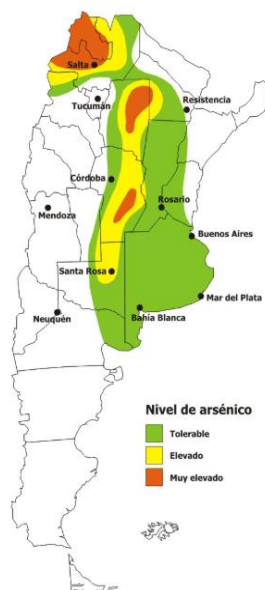 Salta
Tucumán
Resistencia
Córdoba
Rosario
Mendoza
Buenos Aires
Santa Rosa
Mar del Plata
Neuquén
Bahía Blanca
Nivel de arsénico
Tolerable
Elevado
Muy elevado